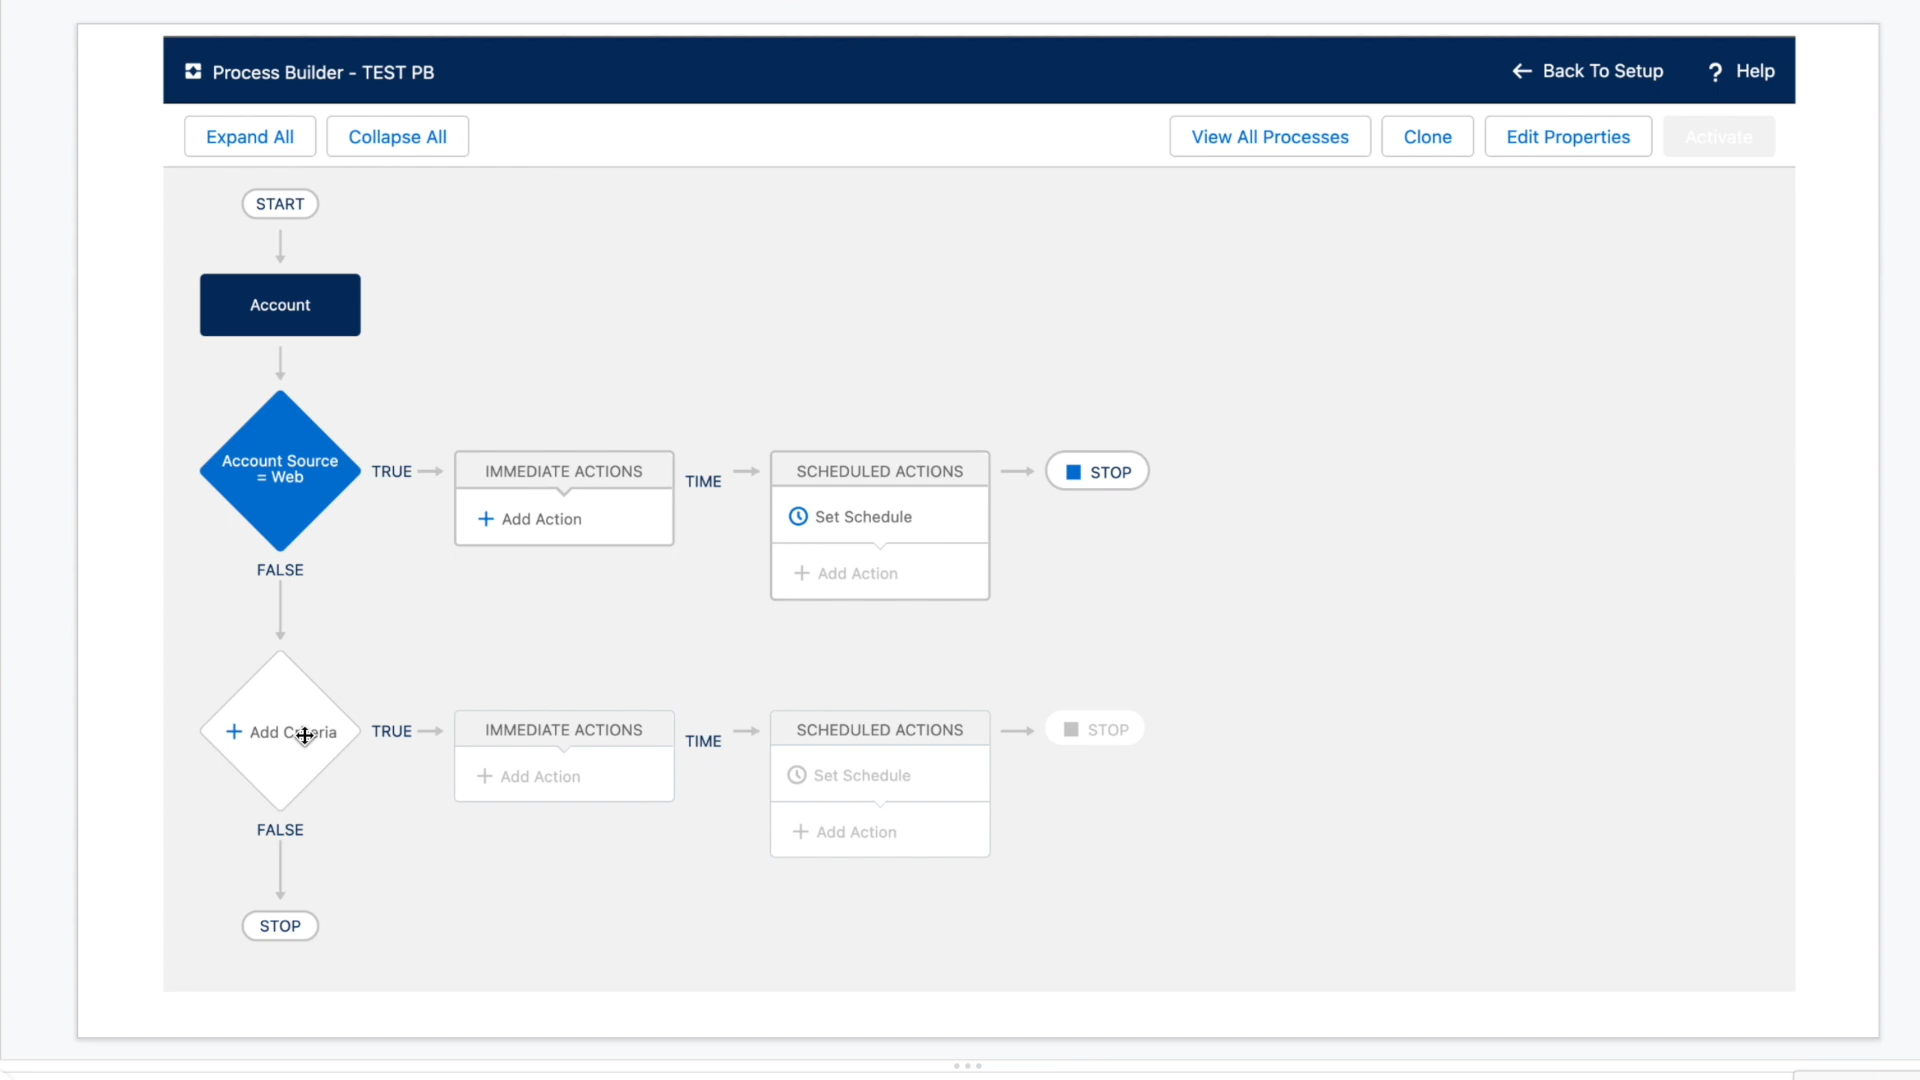 Process Builder - TEST PB
Back To Setup
? Help
Expand All
Collapse All
View All Processes
Clone
Edit Properties
Activate
START
Account
Account Source
= Web
TRUE
IMMEDIATE ACTIONS
+ Add Action
TIME
SCHEDULED ACTIONS
Set Schedule
+ Add Action
STOP
FALSE
+ Add Criteria
TRUE
IMMEDIATE ACTIONS
+ Add Action
TIME
SCHEDULED ACTIONS
Set Schedule
+ Add Action
STOP
FALSE
STOP